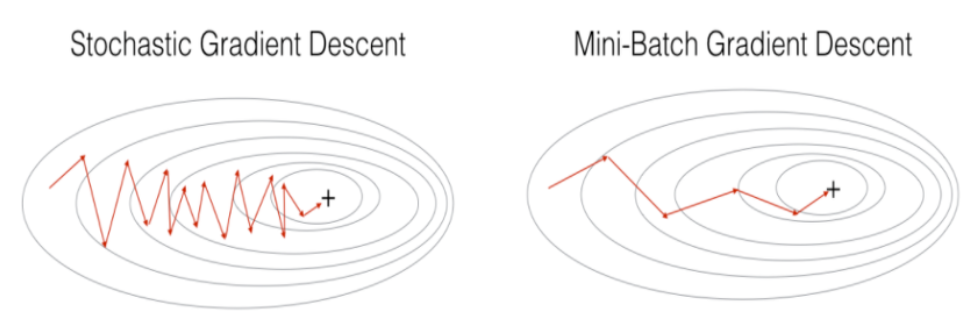 Stochastic Gradient Descent
Mini-Batch Gradient Descent